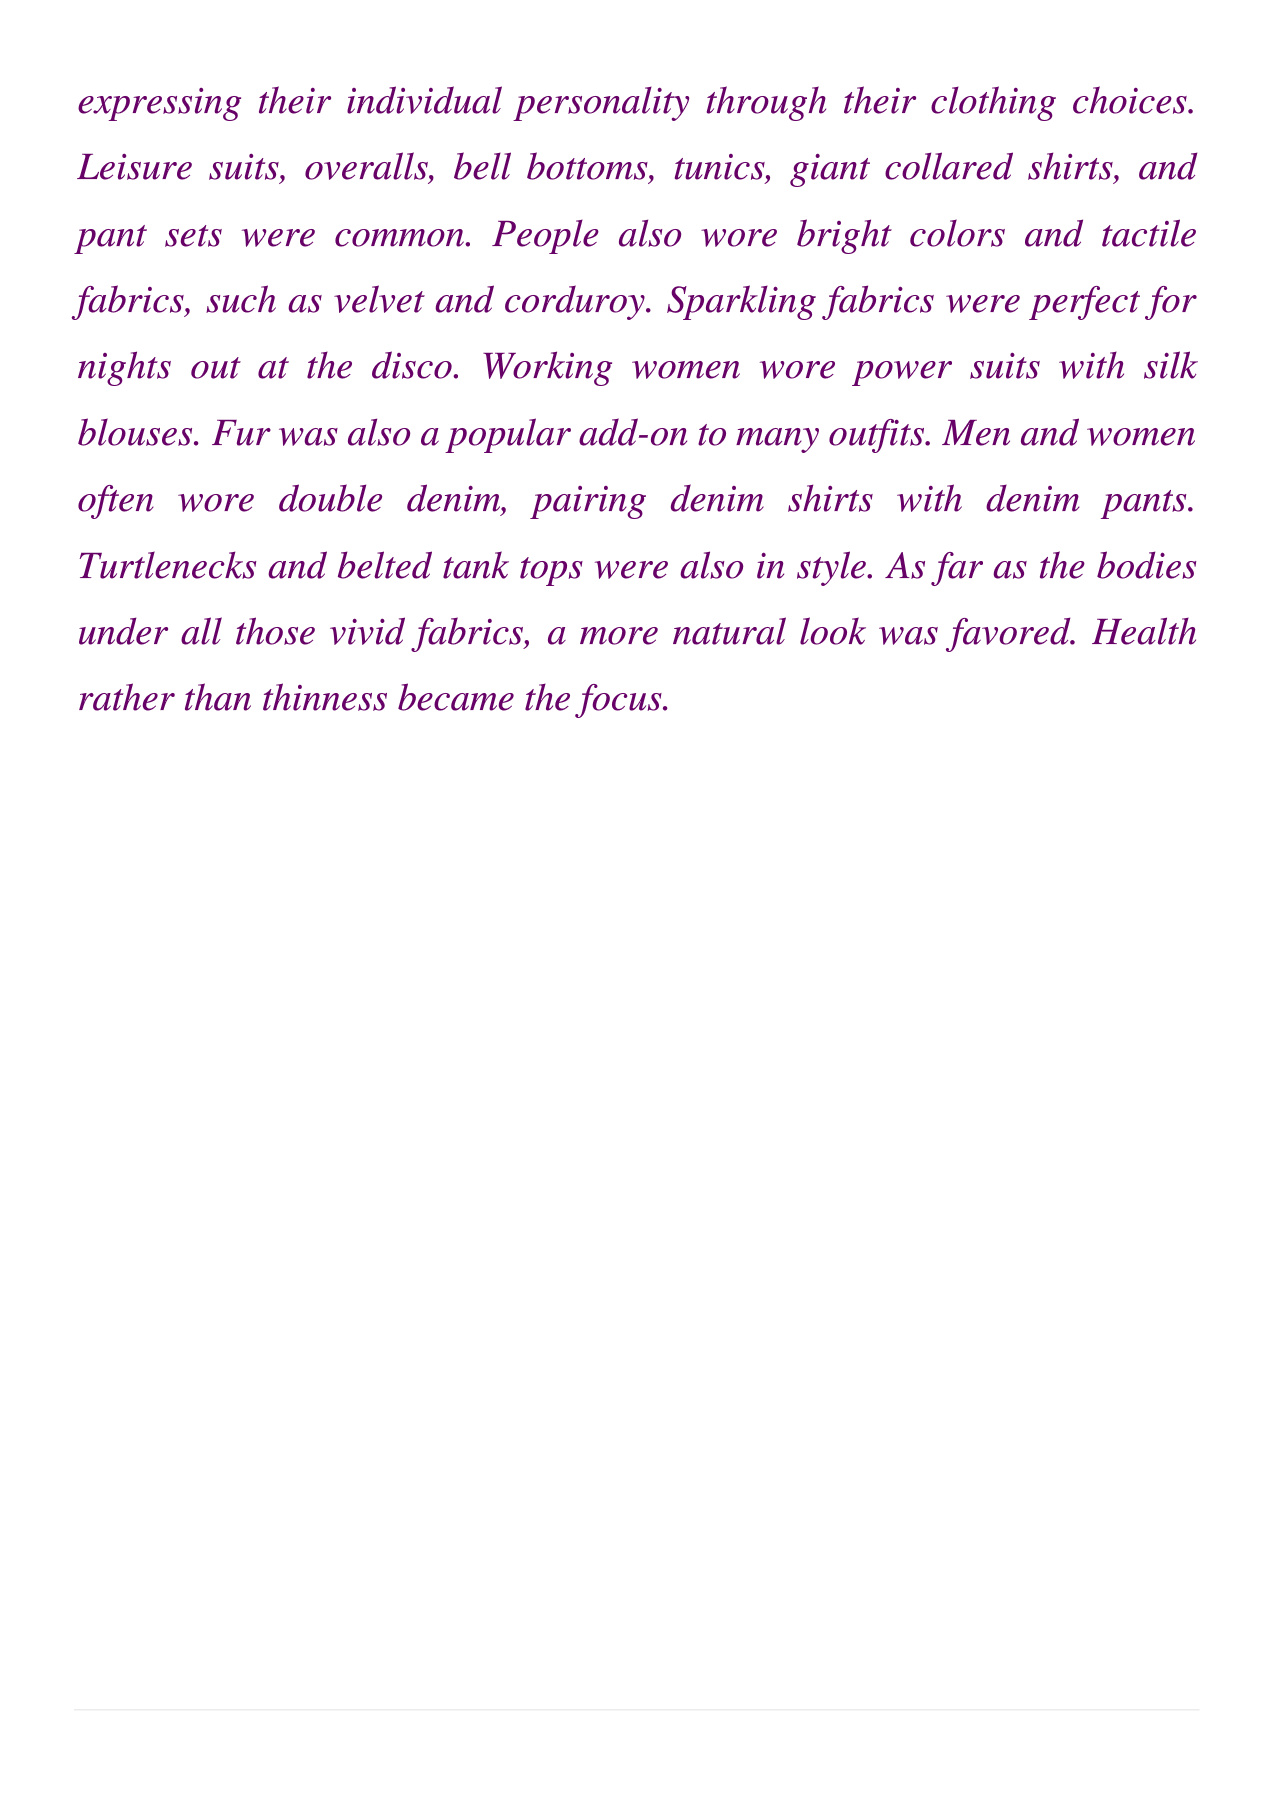 expressing their individual personality through their clothing choices.
Leisure suits, overalls, bell bottoms, tunics, giant collared shirts, and
pant sets were common. People also wore bright colors and tactile
fabrics, such as velvet and corduroy. Sparkling fabrics were perfect for
nights out at the disco. Working women wore power suits with silk
blouses. Fur was also a popular add-on to many outfits. Men and women
often wore double denim, pairing denim shirts with denim pants.
Turtlenecks and belted tank tops were also in style. As far as the bodies
under all those vivid fabrics, a more natural look was favored. Health
rather than thinness became the focus.